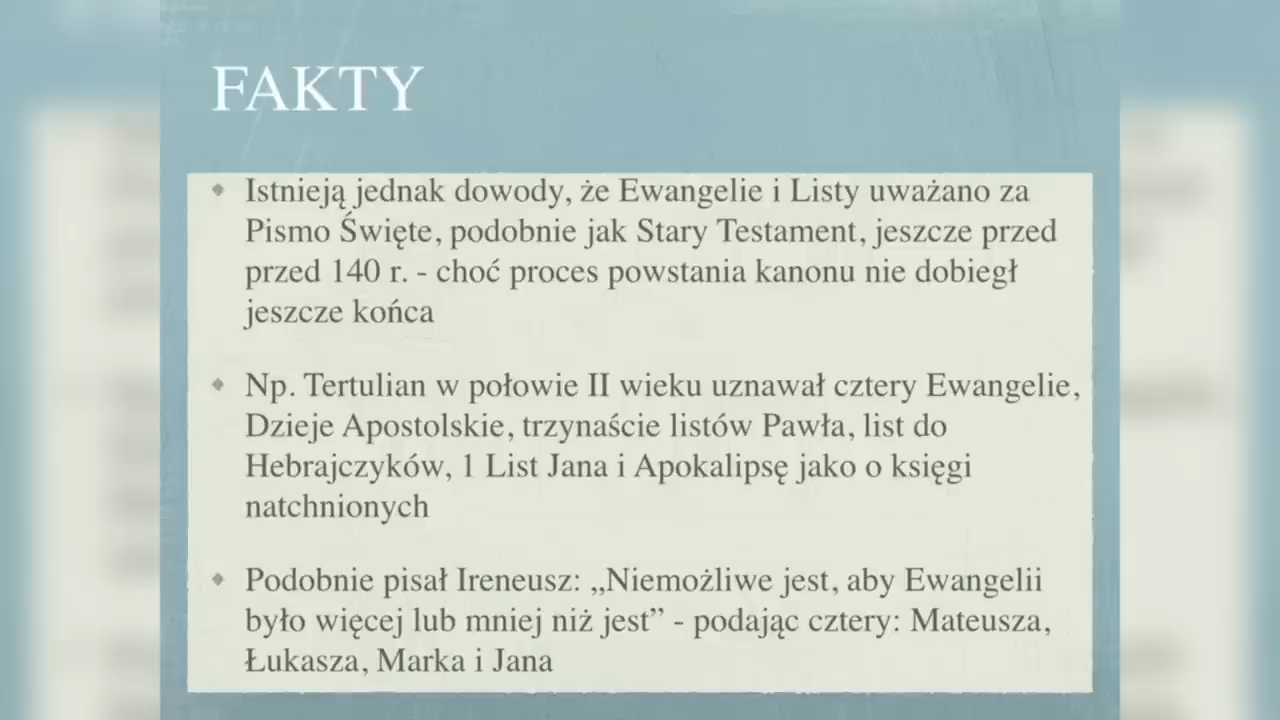 FAKTY
Istnieją jednak dowody, że Ewangelie i Listy uważano za
Pismo Święte, podobnie jak Stary Testament, jeszcze przed
przed 140 r. - choć proces powstania kanonu nie dobiegł
jeszcze końca
Np. Tertulian w połowie II wieku uznawał cztery Ewangelie,
Dzieje Apostolskie, trzynaście listów Pawła, list do
Hebrajczyków, 1 List Jana i Apokalipsę jako o księgi
natchnionych
Podobnie pisał Ireneusz: „Niemożliwe jest, aby Ewangelii
było więcej lub mniej niż jest” - podając cztery: Mateusza,
Łukasza, Marka i Jana